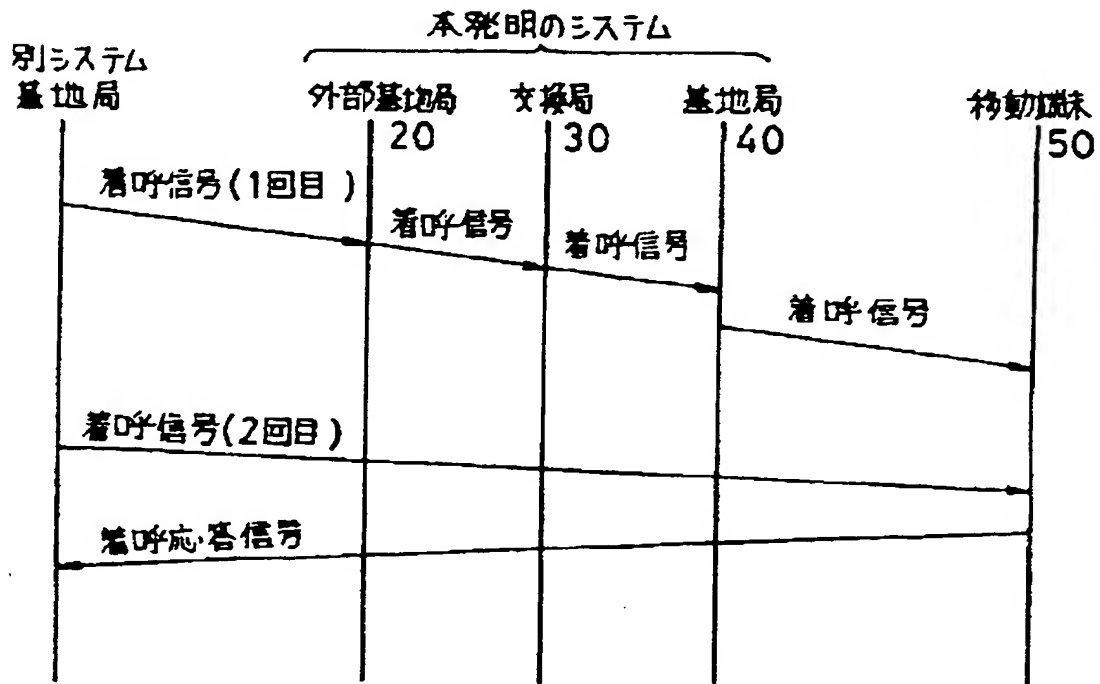 本発明のシステム
別システム
基地局
外部基地局
交換局
基地局
移動端末
20
30
40
50
着呼信号(1回目)
着呼信号
着呼信号
着呼信号
着呼信号(2回目)
着呼応答信号